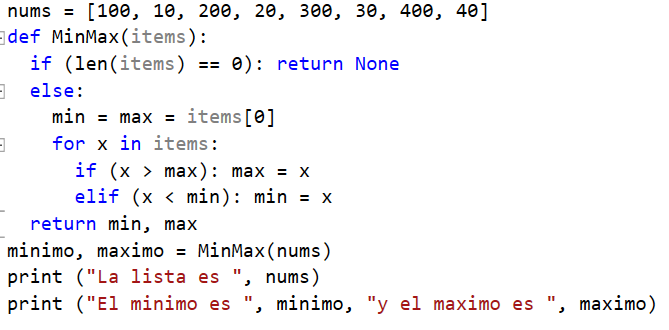 nums = [100, 10, 200, 20, 300, 30, 400, 40]
def MinMax(items):
  if (len(items) == 0): return None
  else:
    min = max = items[0]
    for x in items:
      if (x > max): max = x
      elif (x < min): min = x
  return min, max
minimo, maximo = MinMax(nums)
print ("La lista es ", nums)
print ("El minimo es ", minimo, "y el maximo es ", maximo)